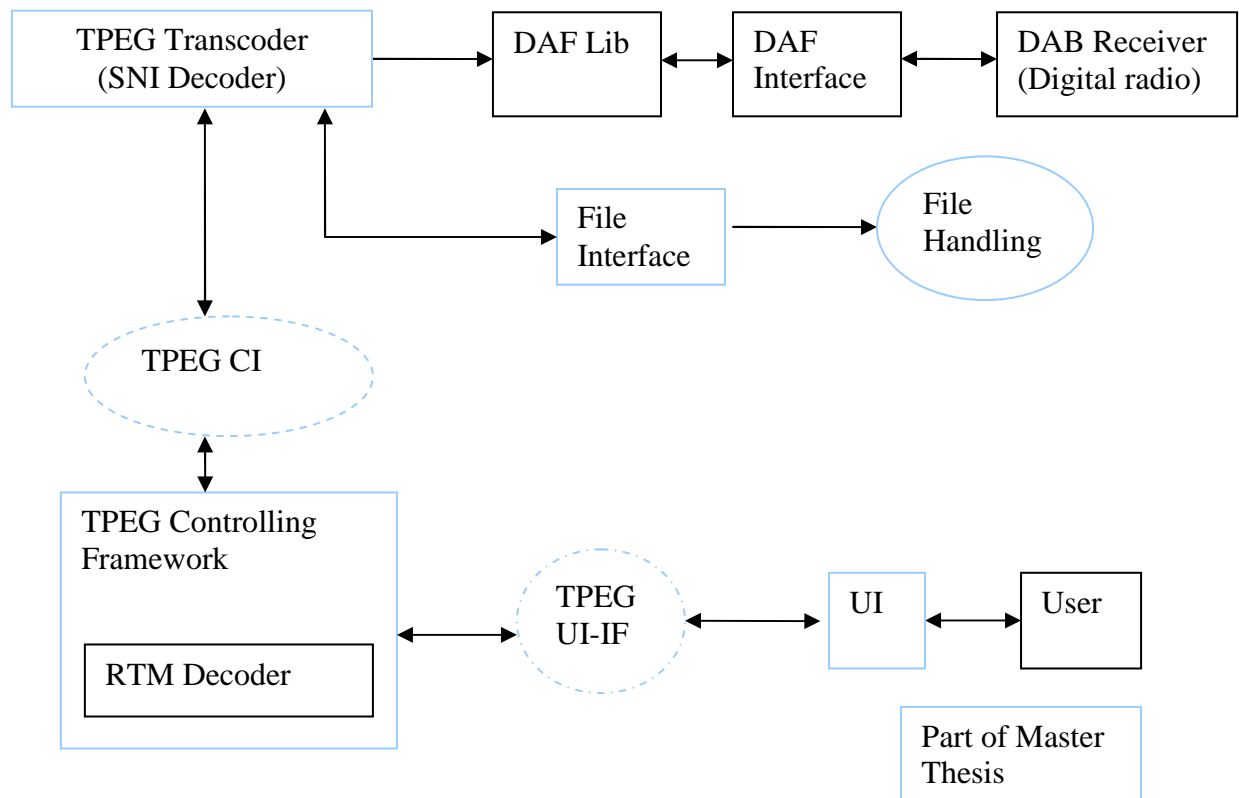 TPEG Transcoder
(SNI Decoder)
DAF Lib
DAF
Interface
DAB Receiver
(Digital radio)
File
Interface
File
Handling
TPEG CI
TPEG Controlling
Framework
RTM Decoder
TPEG
UI-IF
UI
User
Part of Master
Thesis